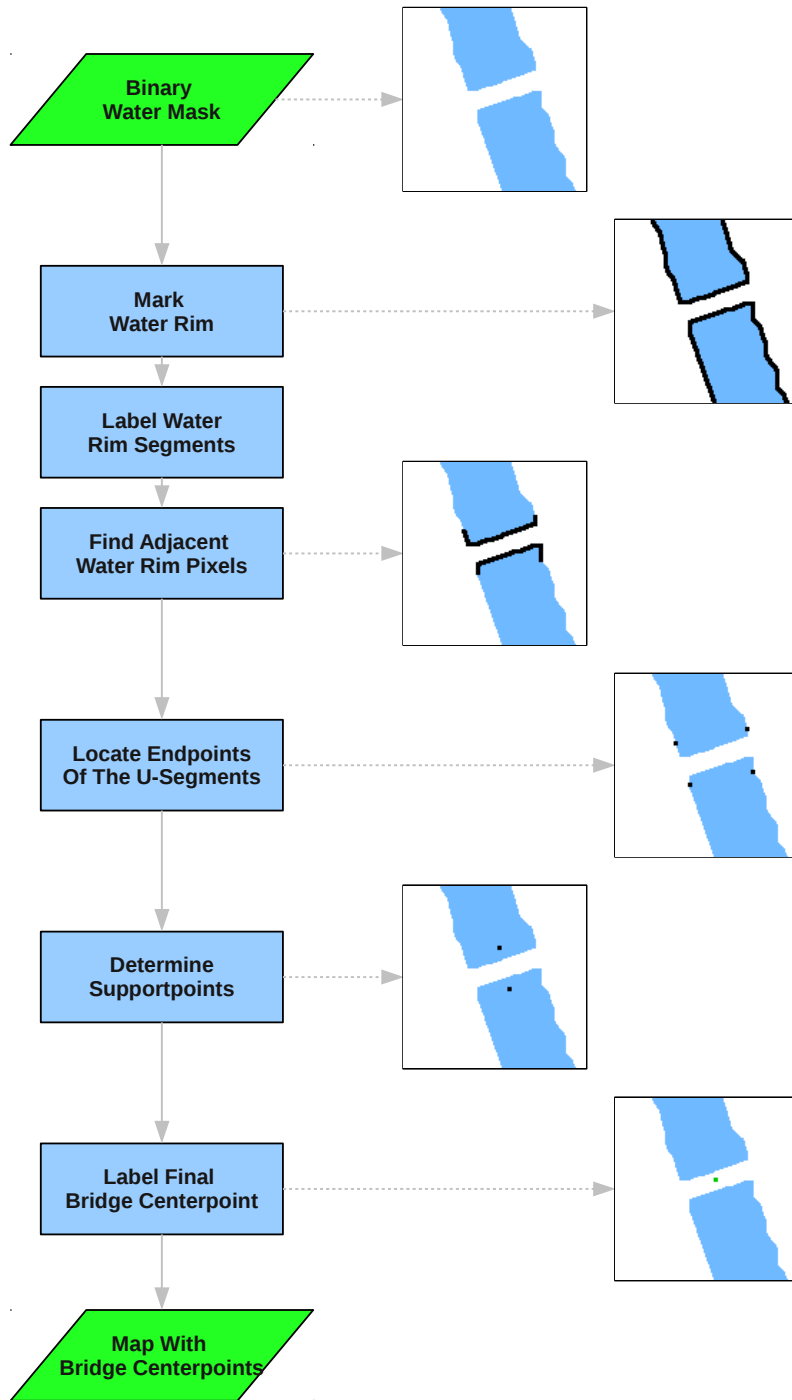 Binary
Water Mask
Mark
Water Rim
Label Water
Rim Segments
Find Adjacent
Water Rim Pixels
Locate Endpoints
Of The U-Segments
Determine
Supportpoints
Label Final
Bridge Centerpoint
Map With
Bridge Centerpoints